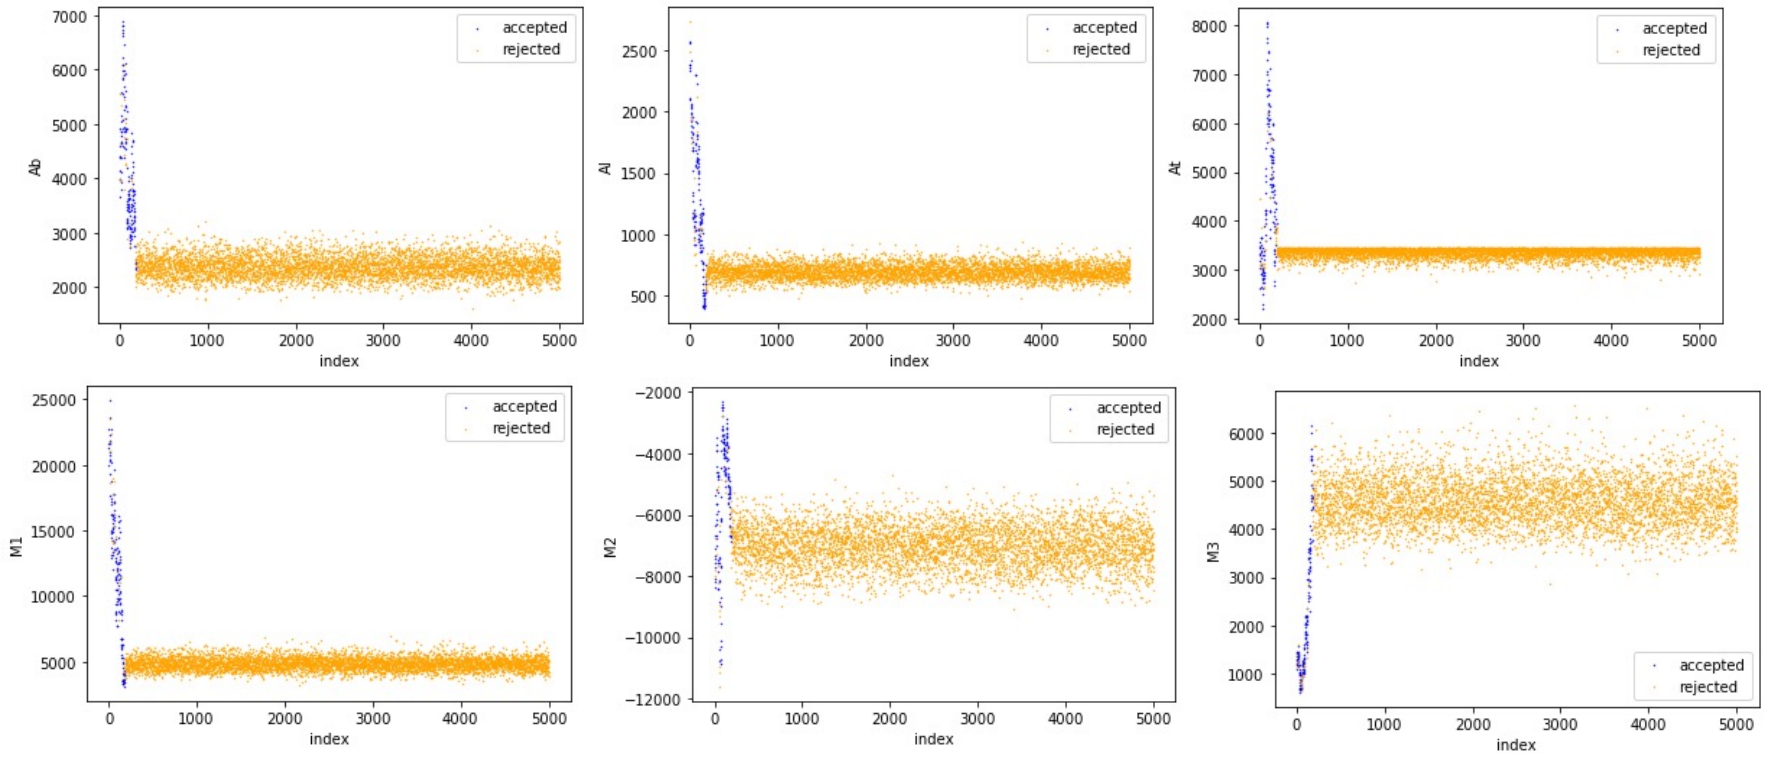 7000
6000
5000
4000
3000
2000
Ab
accepted
rejected
0 1000 2000 3000 4000 5000
index
2500
2000
1500
1000
500
Al
accepted
rejected
0 1000 2000 3000 4000 5000
index
8000
7000
6000
5000
4000
3000
2000
At
accepted
rejected
0 1000 2000 3000 4000 5000
index
25000
20000
15000
10000
5000
M1
accepted
rejected
0 1000 2000 3000 4000 5000
index
−2000
−4000
−6000
−8000
−10000
−12000
M2
accepted
rejected
0 1000 2000 3000 4000 5000
index
6000
5000
4000
3000
2000
1000
M3
accepted
rejected
0 1000 2000 3000 4000 5000
index